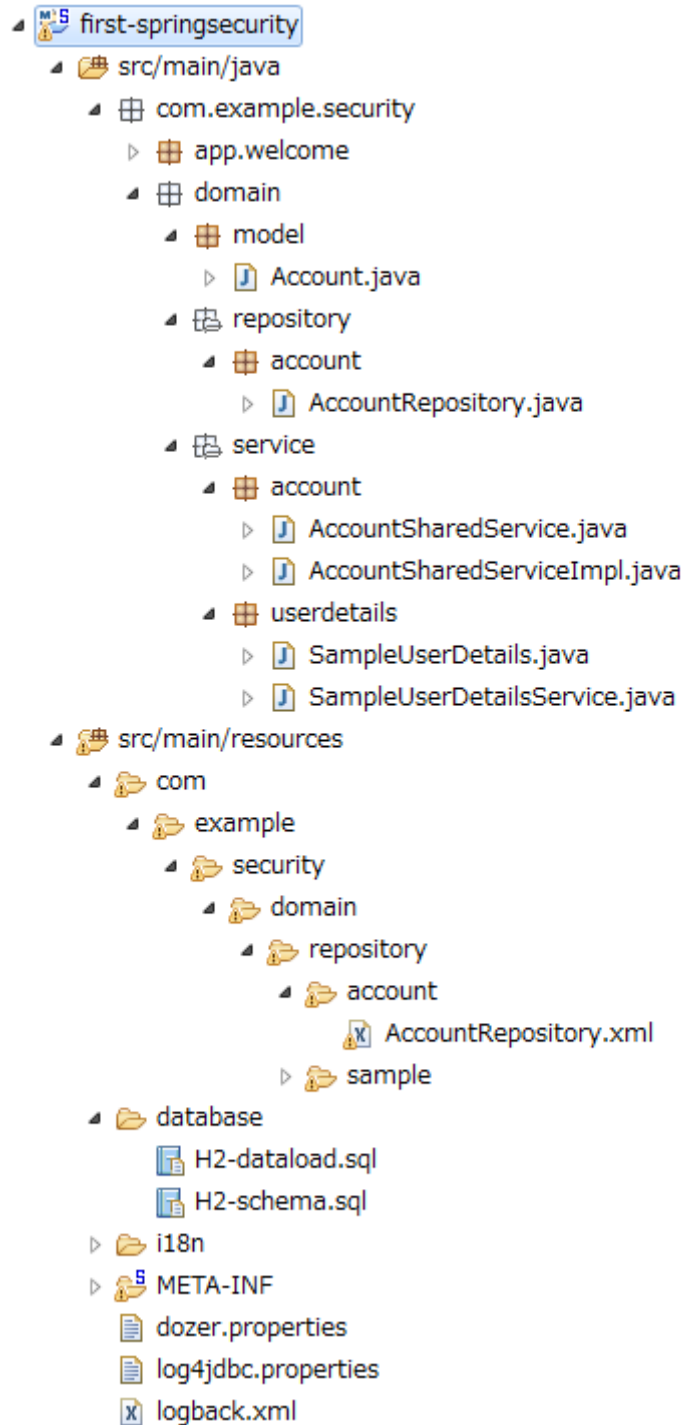 first-springsecurity
src/main/java
com.example.security
app.welcome
domain
model
Account.java
repository
account
AccountRepository.java
service
account
AccountSharedService.java
AccountSharedServiceImpl.java
userdetails
SampleUserDetails.java
SampleUserDetailsService.java
src/main/resources
com
example
security
domain
repository
account
AccountRepository.xml
sample
database
H2-dataload.sql
H2-schema.sql
i18n
META-INF
dozer.properties
log4jdbc.properties
logback.xml